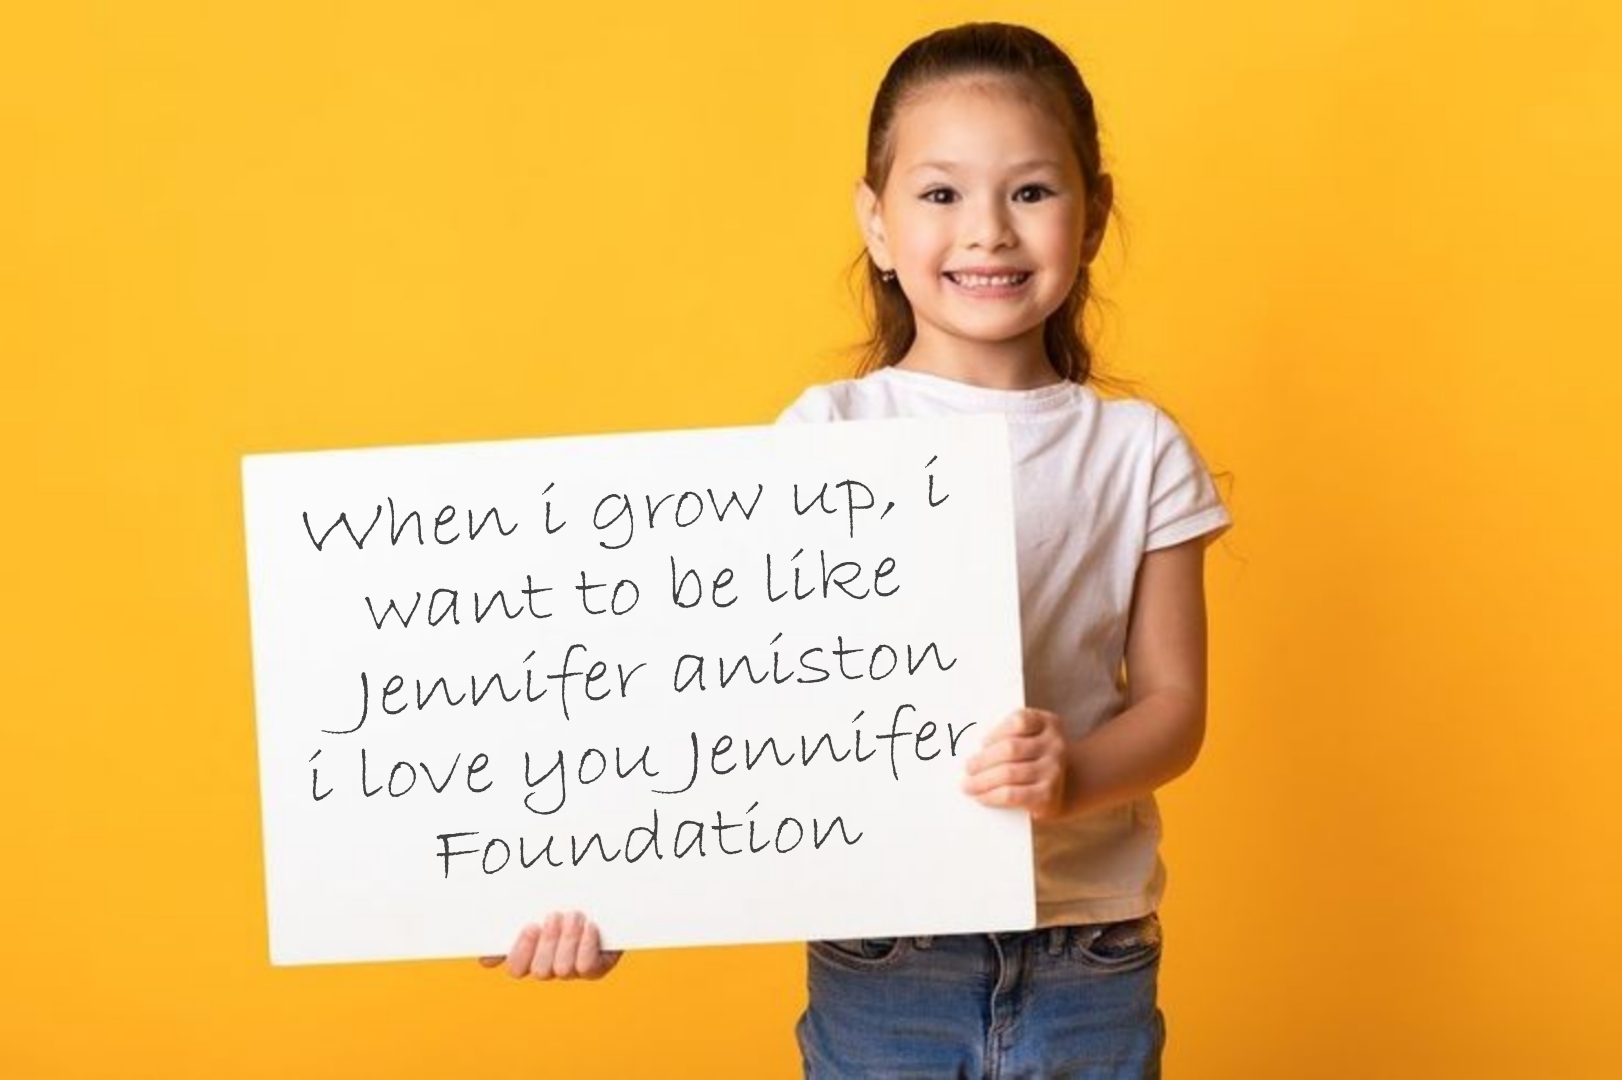 When i grow up, i
want to be like
Jennifer aniston
i love you Jennifer
Foundation